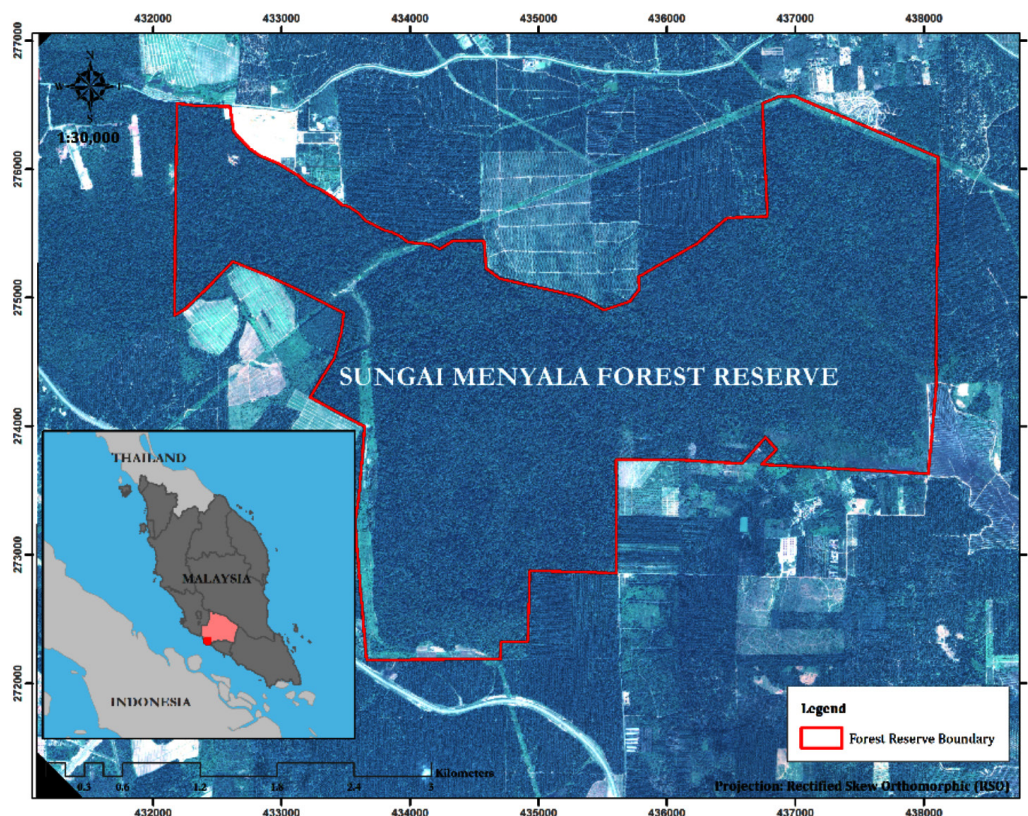 432000 433000 434000 435000 436000 437000 438000
277000
276000
275000
274000
273000
272000
N
W
E
S
1:30,000
SUNGAI MENYALA FOREST RESERVE
THAILAND
MALAYSIA
INDONESIA
Legend
Forest Reserve Boundary
0.3 0.6 1.2 1.8 2.4 3
Kilometers
Projection: Rectified Skew Orthomorphic (RSO)
432000 433000 434000 435000 436000 437000 438000